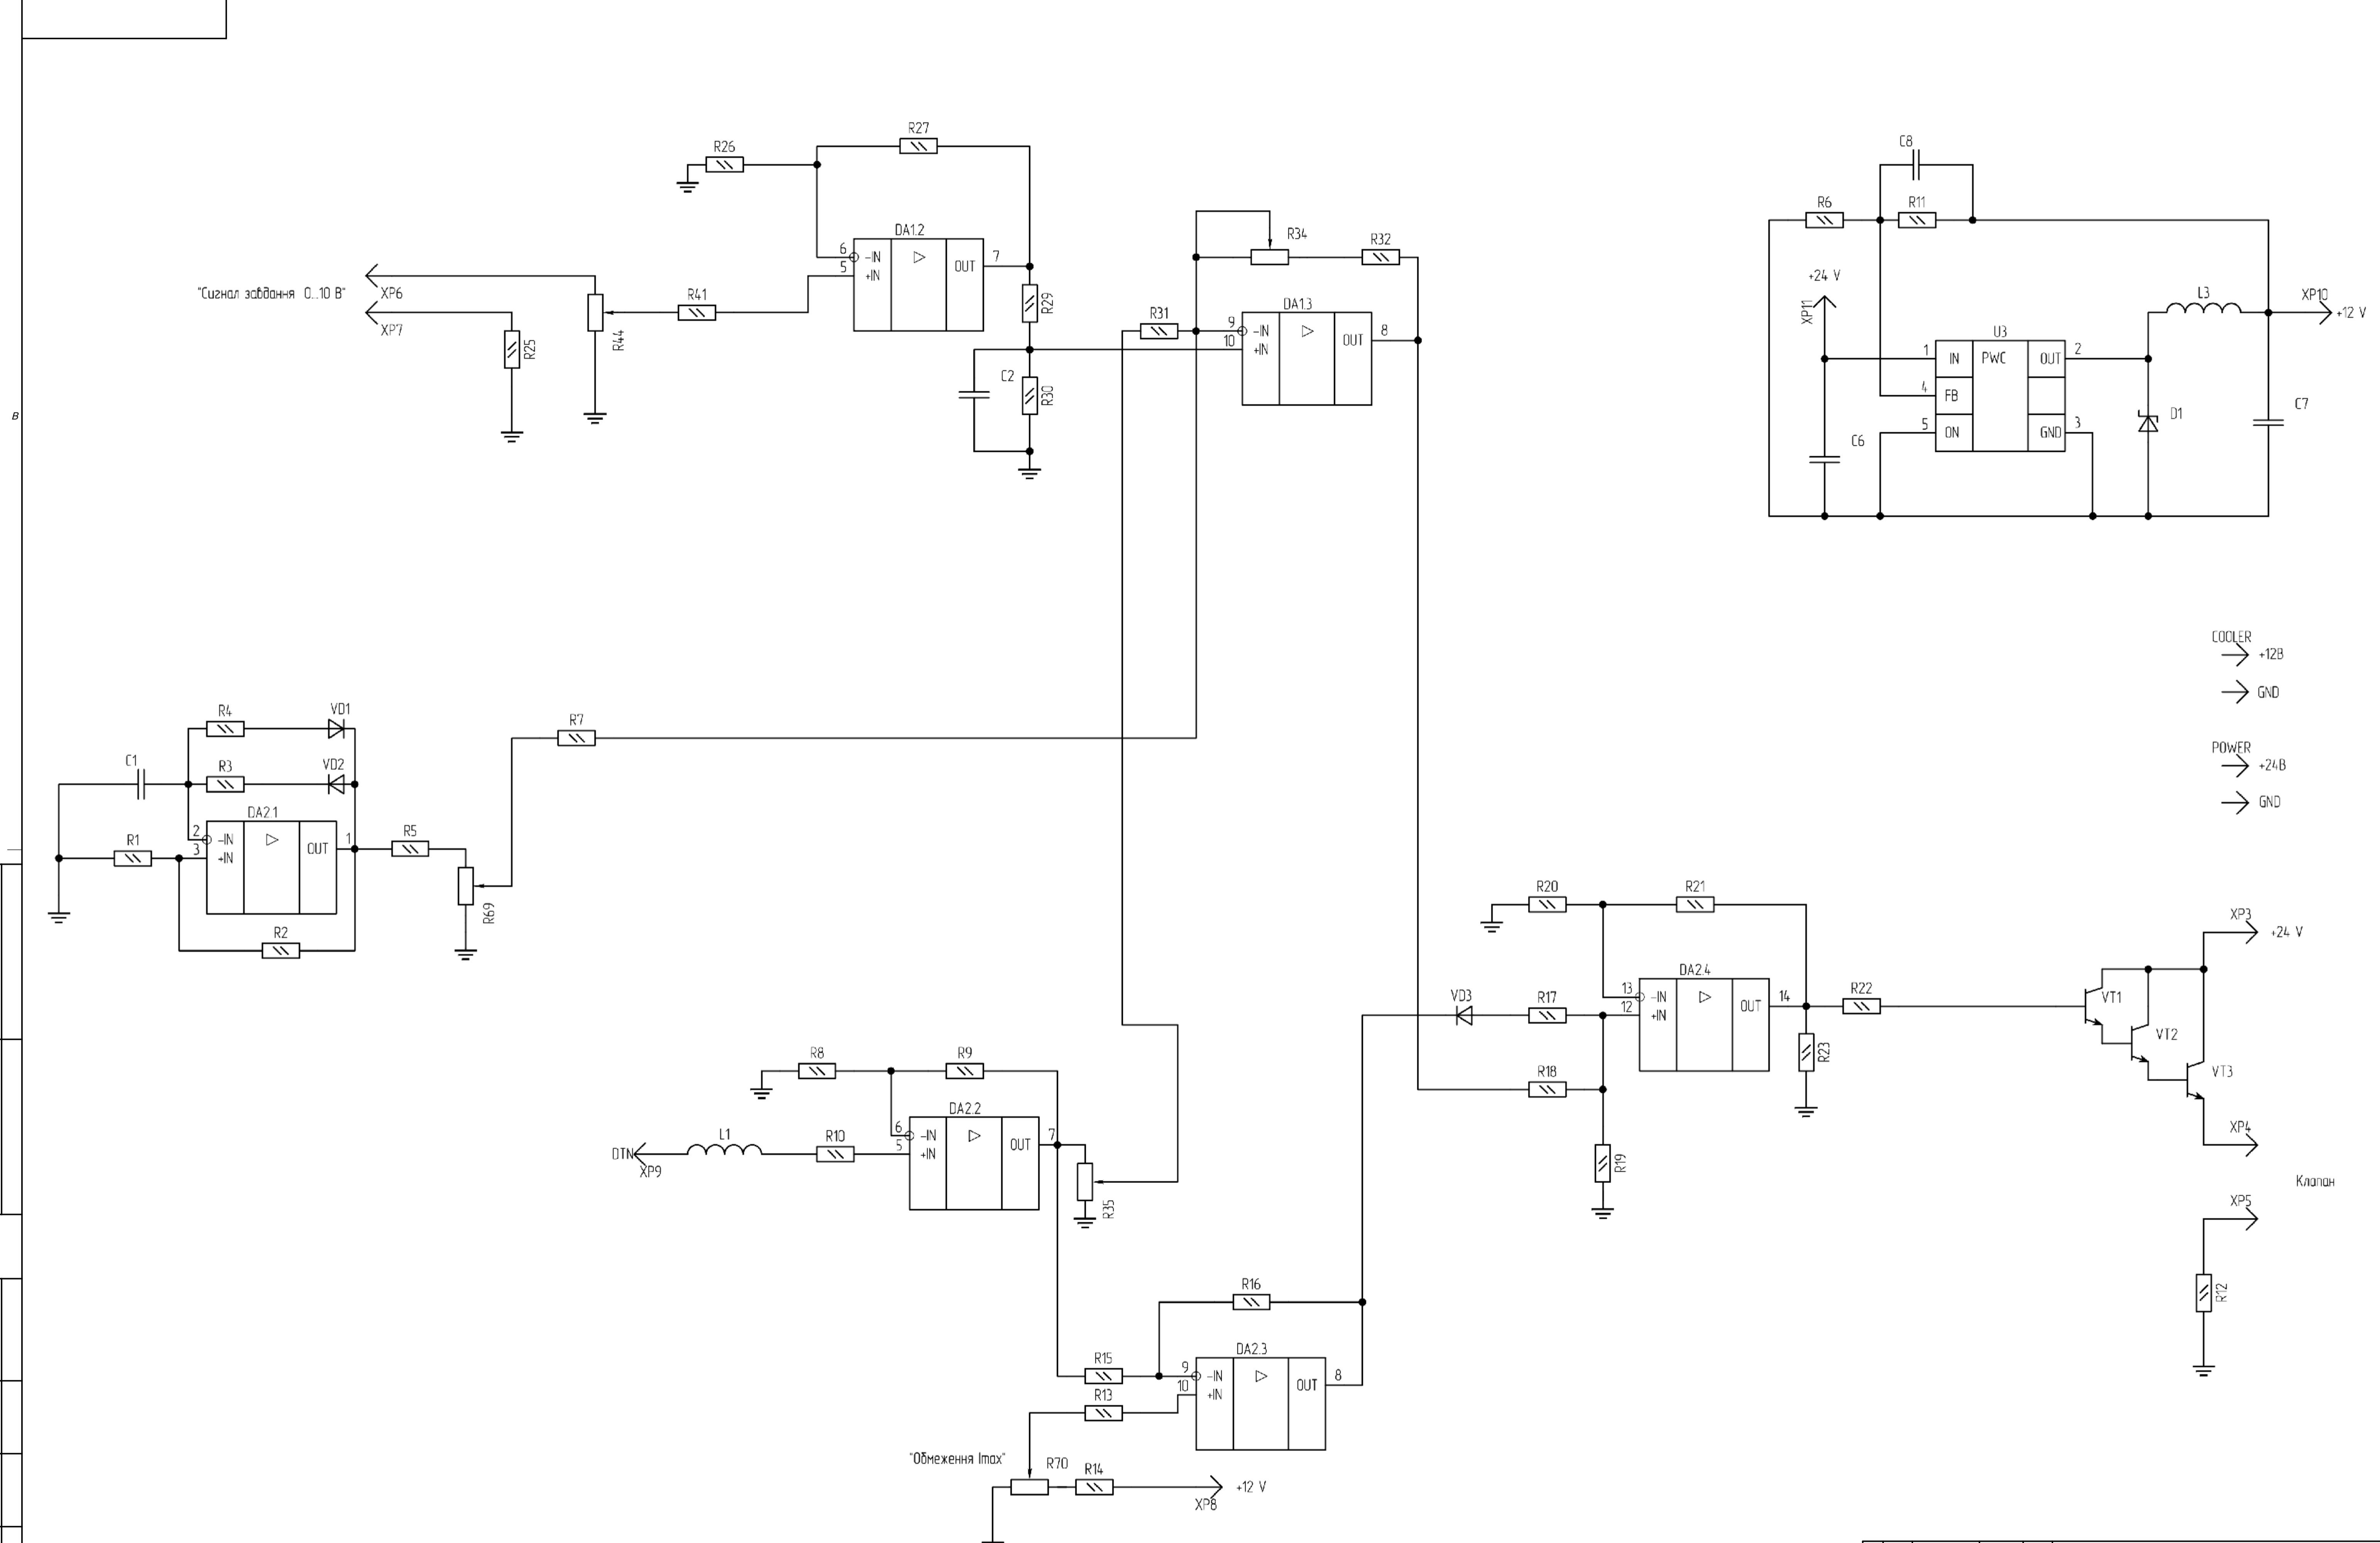 R27
R26
C8
R6
R11
DA1.2
R34
R32
6
-IN
7
OUT
5
+IN
+24 V
XP6
"Сигнал завдання 0...10 В"
R41
L3
XP10
XP11
+12 V
XP7
R44
R29
DA1.3
R31
9
-IN
8
OUT
10
+IN
U3
R25
1
IN
PWC
OUT
2
C2
R30
4
FB
D1
C7
B
5
ON
GND
3
C6
COOLER
+12В
GND
R4
VD1
R7
POWER
C1
R3
VD2
+24В
GND
DA2.1
R1
2
-IN
1
OUT
3
+IN
R5
R69
R2
R20
R21
XP3
+24 V
DA2.4
VD3
R17
13
-IN
14
OUT
12
+IN
R22
VT1
VT2
R23
R8
R9
R18
VT3
DA2.2
6
-IN
7
OUT
5
+IN
L1
R10
DTN
XP9
XP4
R19
R35
Клапан
XP5
R16
R12
DA2.3
R15
9
-IN
8
OUT
10
+IN
R13
"Обмеження Imax"
R70
R14
+12 V
XP8